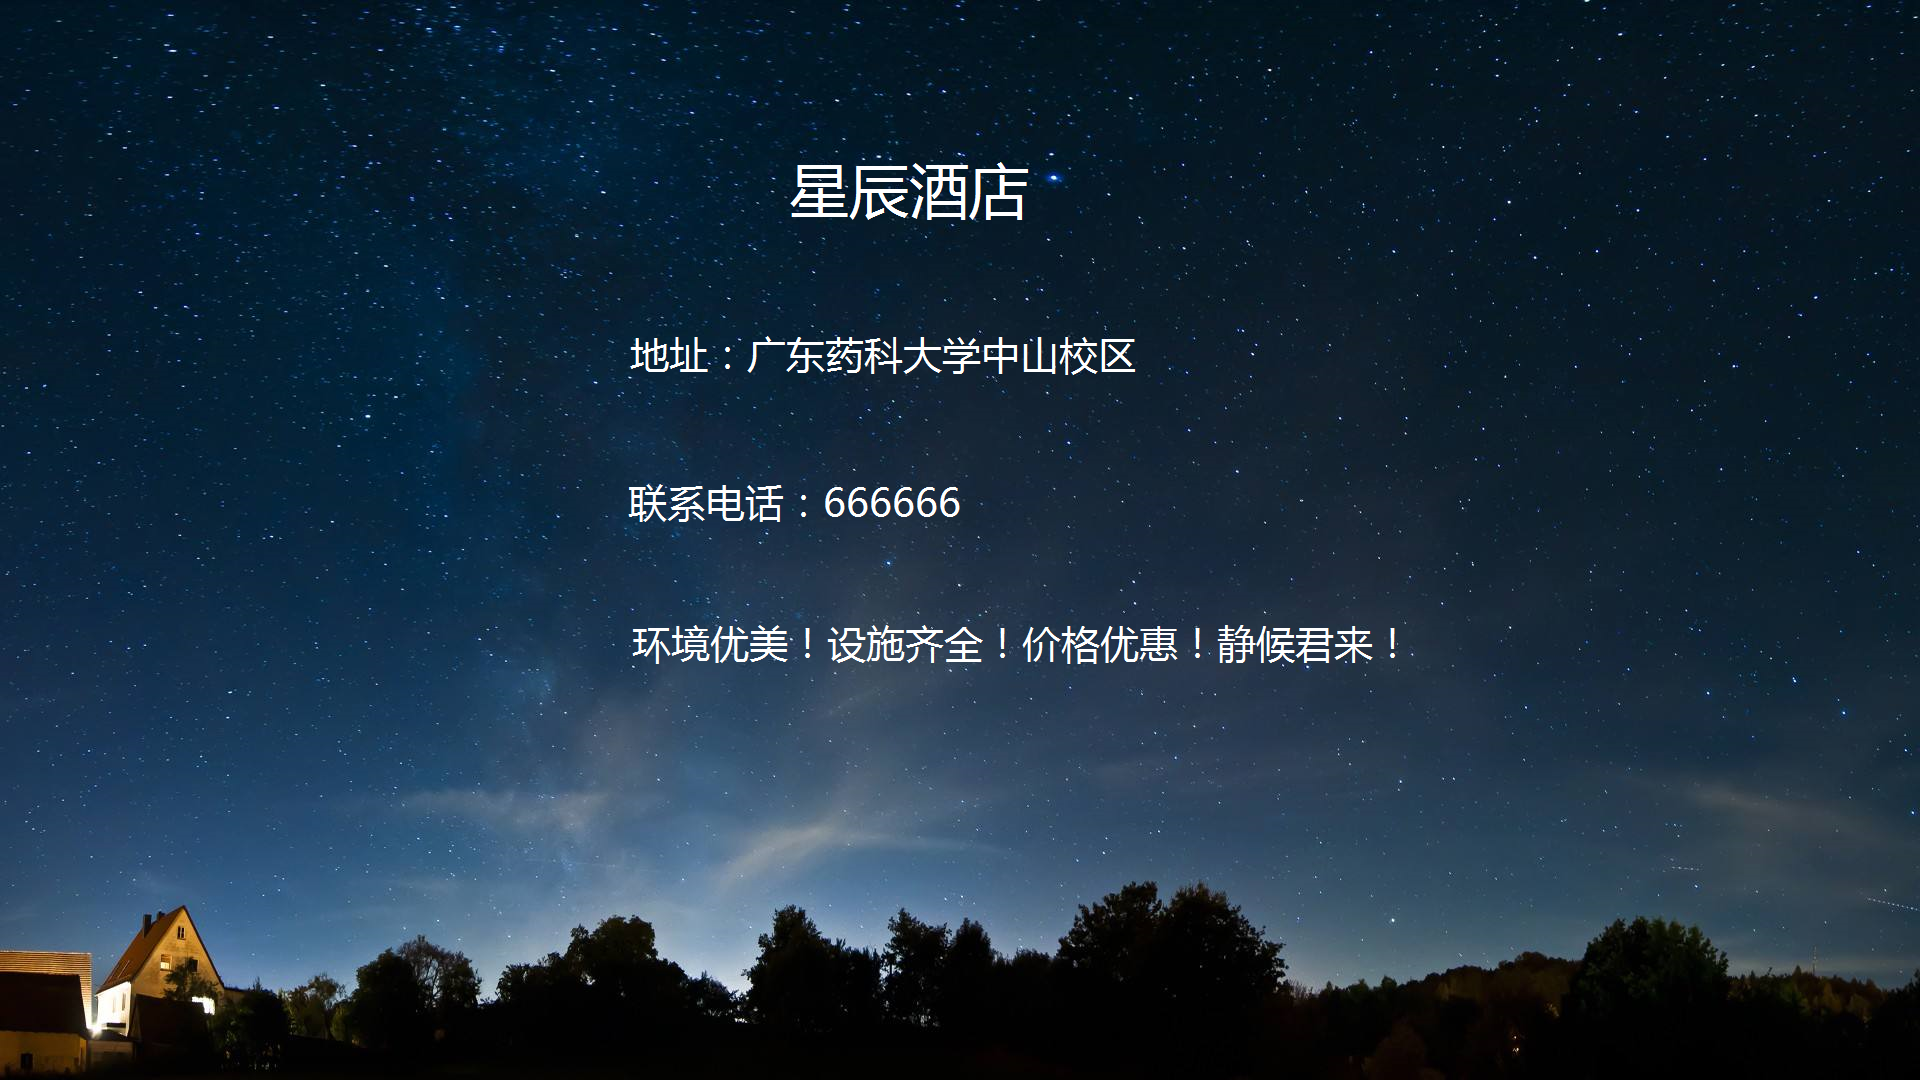 星辰酒店
地址：广东药科大学中山校区
联系电话：666666
环境优美！设施齐全！价格优惠！静候君来！